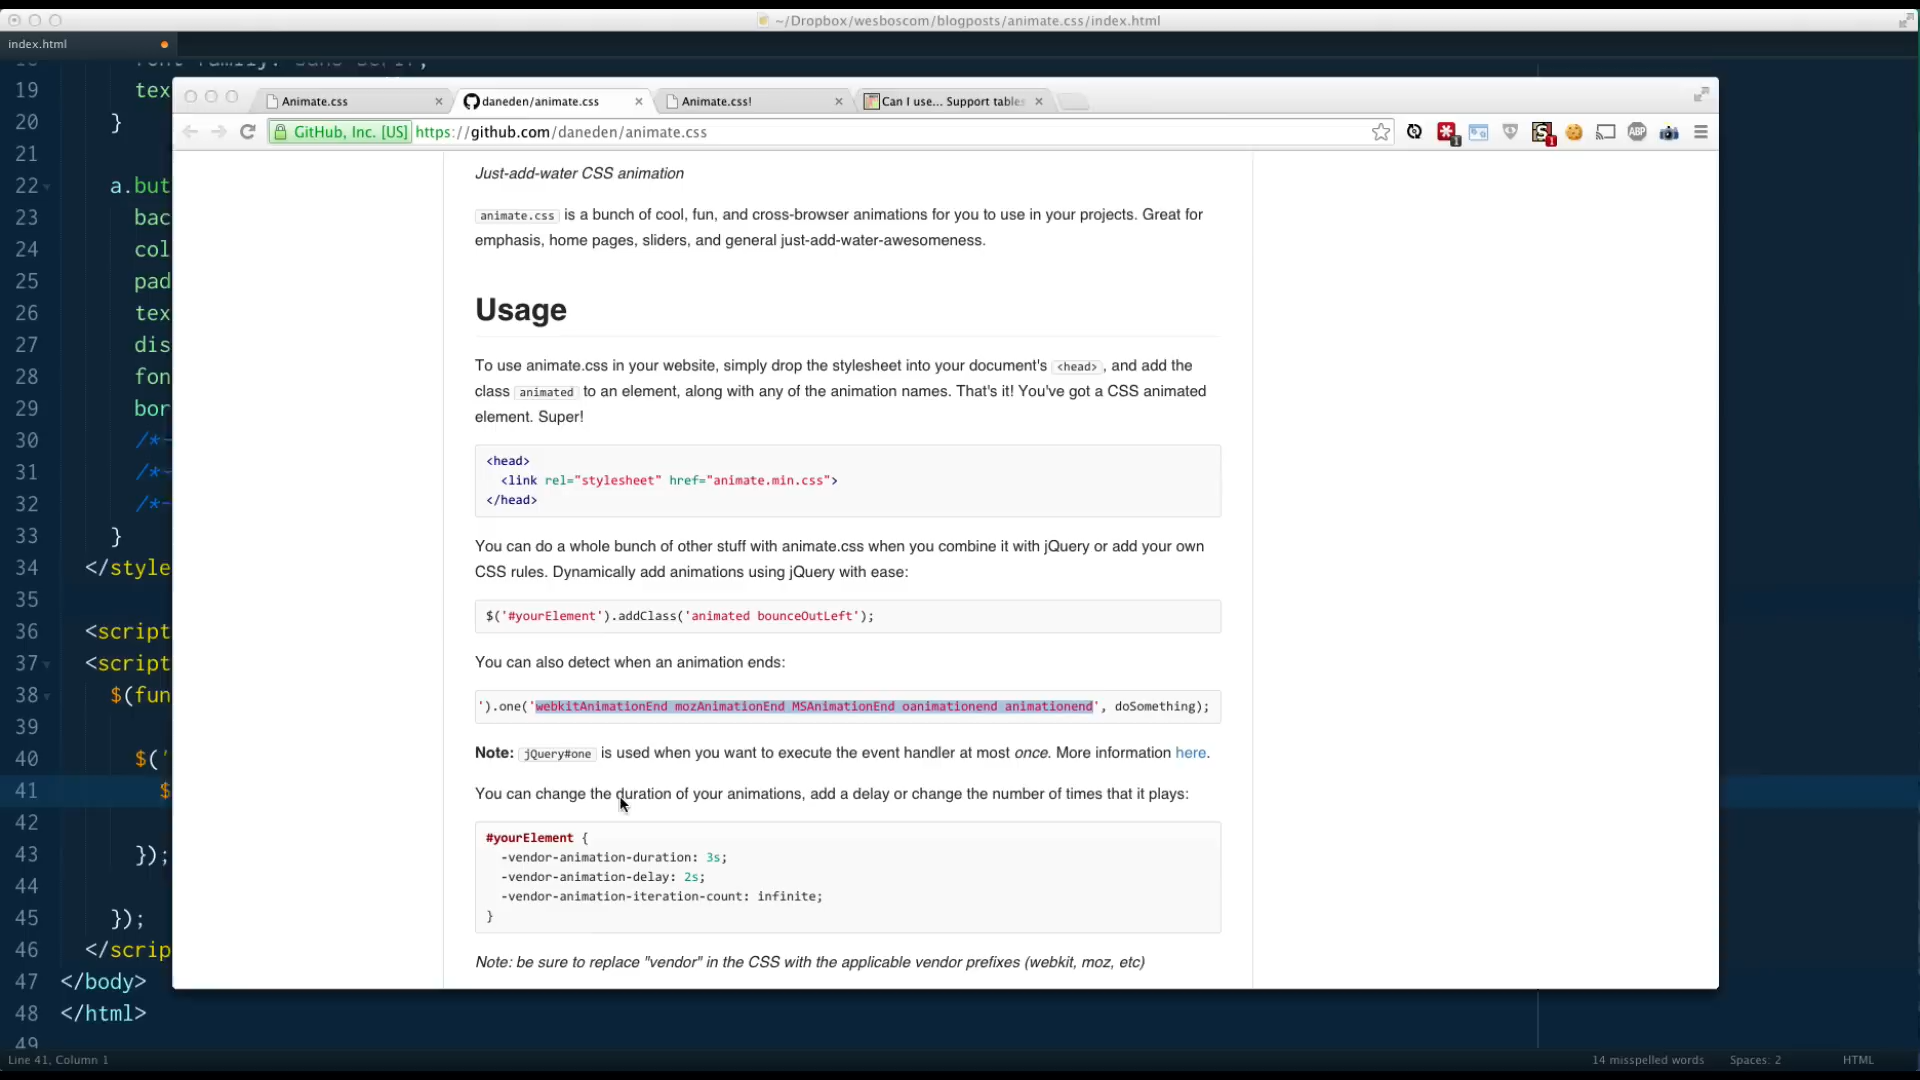 ~/Dropbox/wesboscom/blogposts/animate.css/index.html
index.html
19 tex
20 }
21
22 a.but
23 bac
24 col
25 pad
26 tex
27 dis
28 fon
29 bor
30 /*-
31 /*-
32 /*-
33 }
34 </style
35
36 <script
37 <script
38 $(fun
39
40 $('
41 $
42
43 });
44
45 });
46 </scrip
47 </body>
48 </html>
49
Line 41, Column 1
14 misspelled words
Spaces: 2
HTML
Animate.css
daneden/animate.css
Animate.css!
Can I use... Support tables
GitHub, Inc. [US] https://github.com/daneden/animate.css
1
1
ABP
Just-add-water CSS animation
animate.css is a bunch of cool, fun, and cross-browser animations for you to use in your projects. Great for
emphasis, home pages, sliders, and general just-add-water-awesomeness.
Usage
To use animate.css in your website, simply drop the stylesheet into your document's <head>, and add the
class animated to an element, along with any of the animation names. That's it! You've got a CSS animated
element. Super!
<head>
<link rel="stylesheet" href="animate.min.css">
</head>
You can do a whole bunch of other stuff with animate.css when you combine it with jQuery or add your own
CSS rules. Dynamically add animations using jQuery with ease:
$('#yourElement').addClass('animated bounceOutLeft');
You can also detect when an animation ends:
').one('webkitAnimationEnd mozAnimationEnd MSAnimationEnd oanimationend animationend', doSomething);
Note: jQuery#one is used when you want to execute the event handler at most once. More information here.
You can change the duration of your animations, add a delay or change the number of times that it plays:
#yourElement {
-vendor-animation-duration: 3s;
-vendor-animation-delay: 2s;
-vendor-animation-iteration-count: infinite;
}
Note: be sure to replace "vendor" in the CSS with the applicable vendor prefixes (webkit, moz, etc)